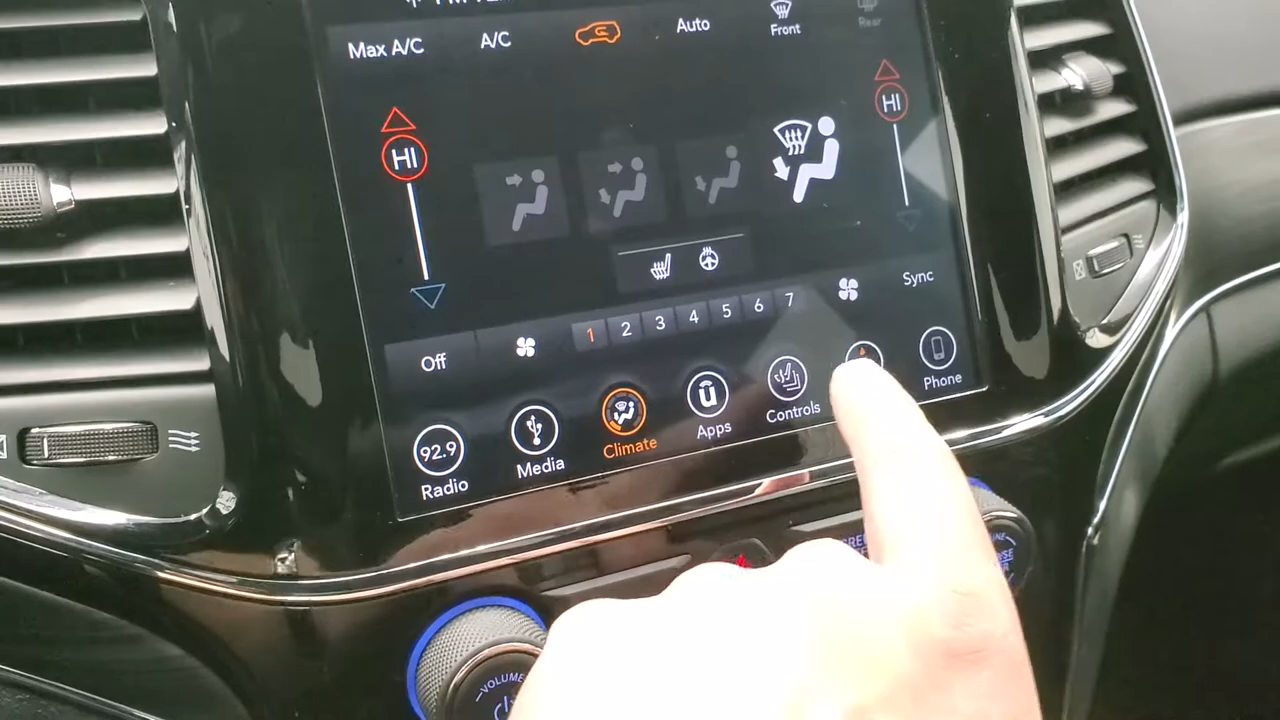 Max A/C
A/C
Auto
Front
Rear
HI
HI
Off
1 2 3 4 5 6 7
Sync
92.9
Radio
Media
Climate
Apps
Controls
Phone
VOLUME